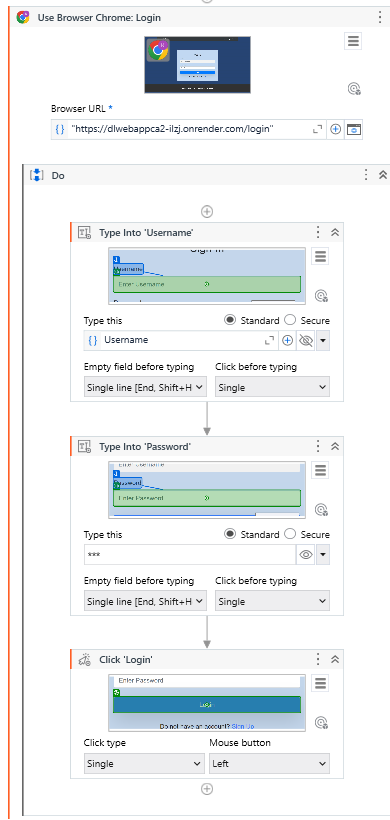 Use Browser Chrome: Login
Browser URL *
"https://dlwebappca2-ilzj.onrender.com/login"
Do
Type Into 'Username'
Sign In
Username
Enter Username
Type this
Standard
Secure
Username
Empty field before typing
Click before typing
Single line [End, Shift+H
Single
Type Into 'Password'
Enter Username
Password
Enter Password
Type this
Standard
Secure
***
Empty field before typing
Click before typing
Single line [End, Shift+H
Single
Click 'Login'
Enter Password
Login
Do not have an account? Sign Up
Click type
Mouse button
Single
Left